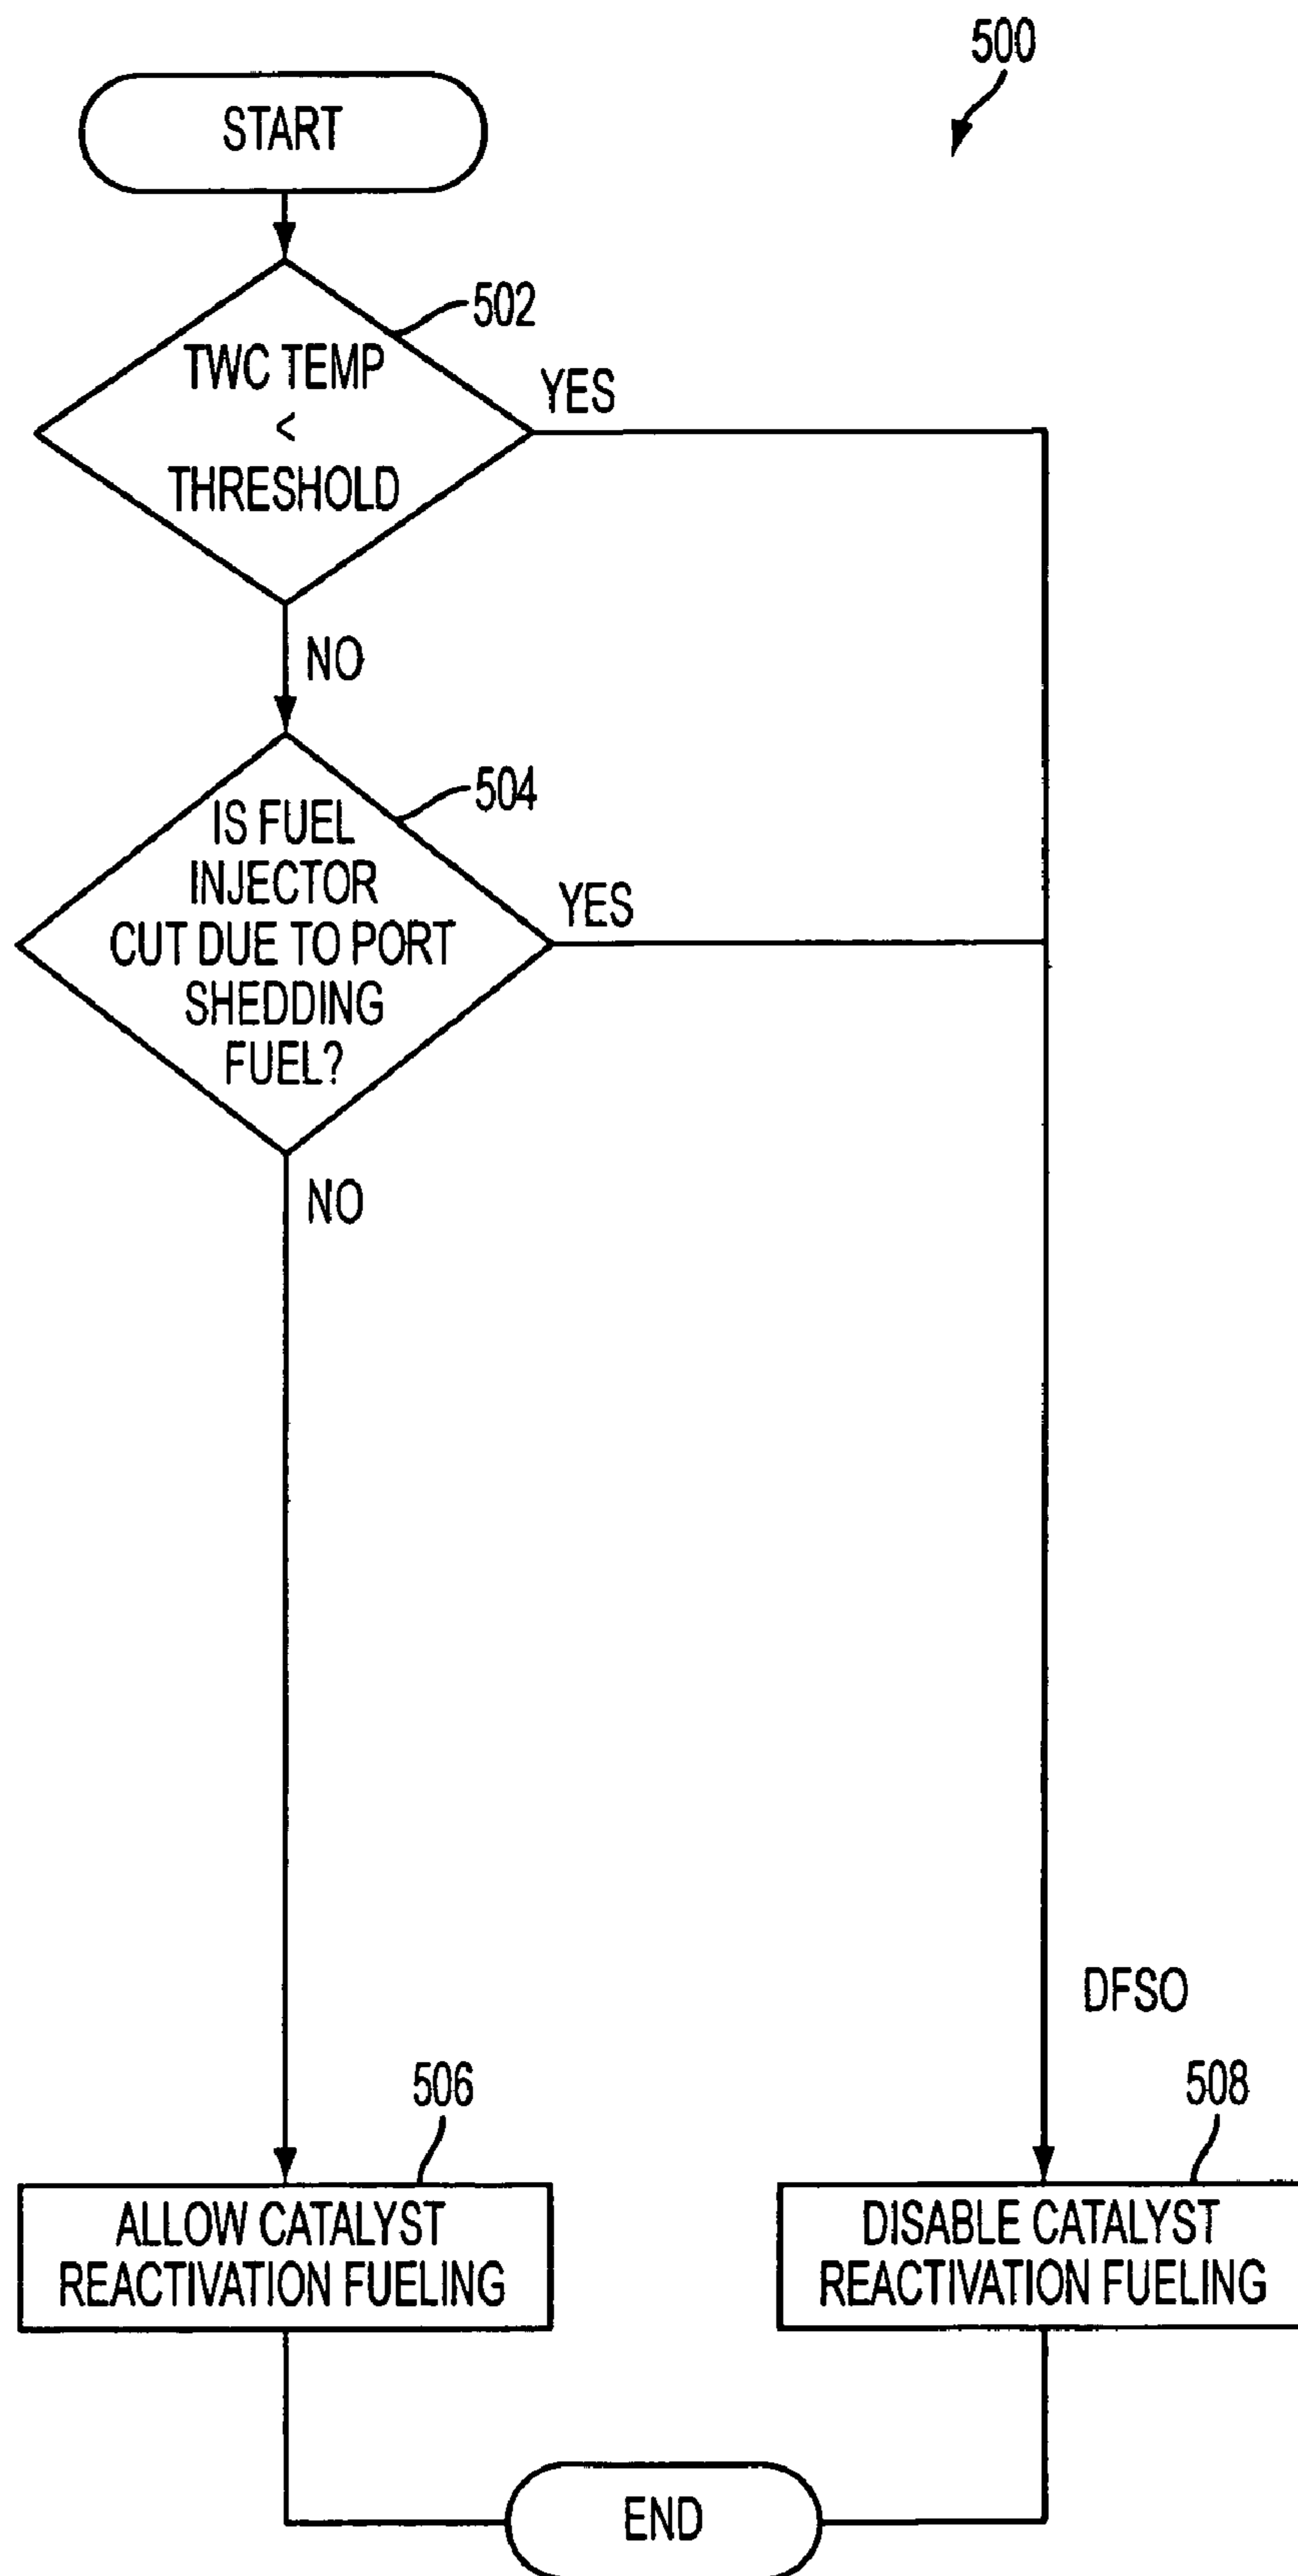 500
START
502
TWC TEMP
<
THRESHOLD
YES
NO
504
IS FUEL
INJECTOR
CUT DUE TO PORT
SHEDDING
FUEL?
YES
NO
DFSO
506
508
ALLOW CATALYST
REACTIVATION FUELING
DISABLE CATALYST
REACTIVATION FUELING
END